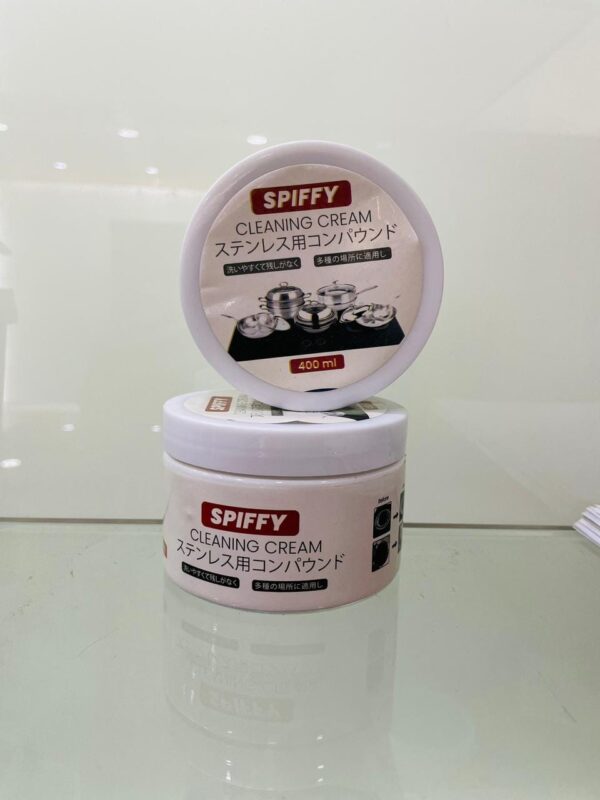 SPIFFY
CLEANING CREAM
ステンレス用コンパウンド
洗いやすくて残しがなく 多種の場所に適用し
400 ml
SPIFFY
SPIFFY
CLEANING CREAM
ステンレス用コンパウンド
洗いやすくて残しがなく 多種の場所に適用し
Before